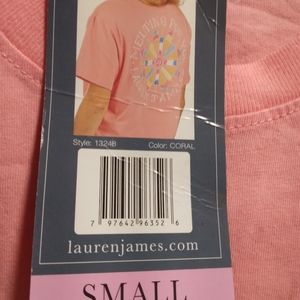 Style: 1324B Color: CORAL
7 97642 96352 6
laurenjames.com
SMALL